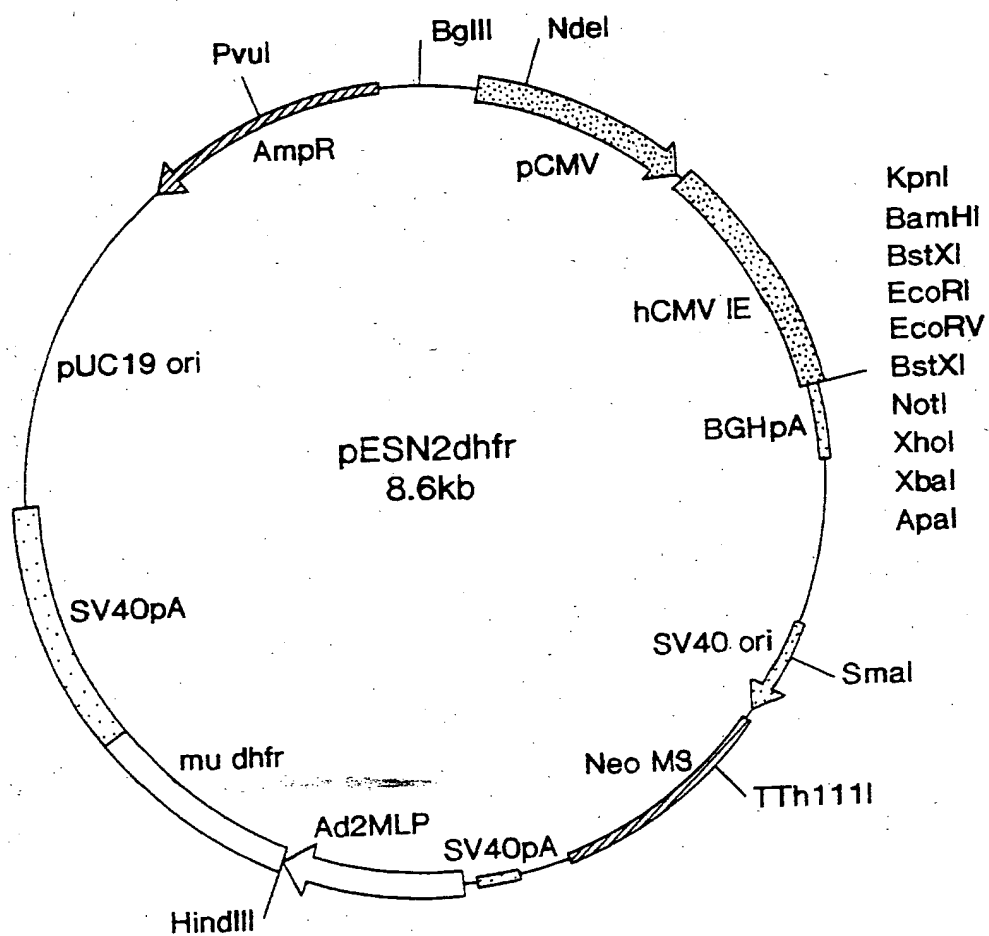 BglII
NdeI
PvuI
AmpR
pCMV
KpnI
BamHI
BstXI
EcoRI
EcoRV
BstXI
NotI
XhoI
XbaI
ApaI
hCMV IE
pUC19 ori
BGHpA
pESN2dhfr
8.6kb
SV40pA
SV40 ori
SmaI
mu dhfr
Neo M3
TTh111I
Ad2MLP
SV40pA
HindIII